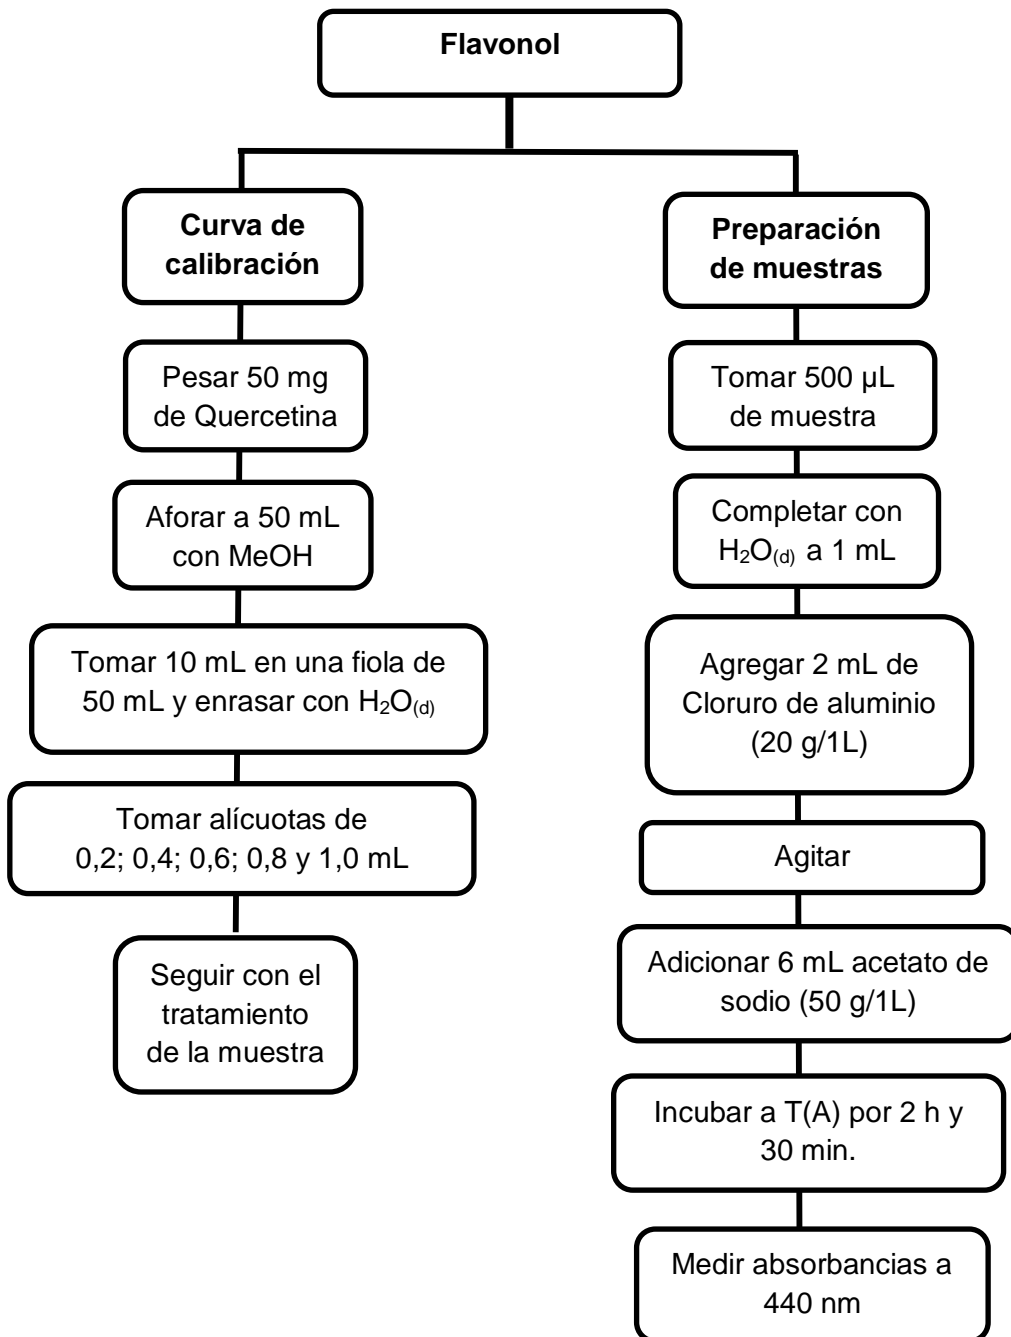 Flavonol
Curva de
calibración
Pesar 50 mg
de Quercetina
Aforar a 50 mL
con MeOH
Tomar 10 mL en una fiola de
50 mL y enrasar con H₂O(d)
Tomar alícuotas de
0,2; 0,4; 0,6; 0,8 y 1,0 mL
Seguir con el
tratamiento
de la muestra
Preparación
de muestras
Tomar 500 µL
de muestra
Completar con
H₂O(d) a 1 mL
Agregar 2 mL de
Cloruro de aluminio
(20 g/1L)
Agitar
Adicionar 6 mL acetato de
sodio (50 g/1L)
Incubar a T(A) por 2 h y
30 min.
Medir absorbancias a
440 nm